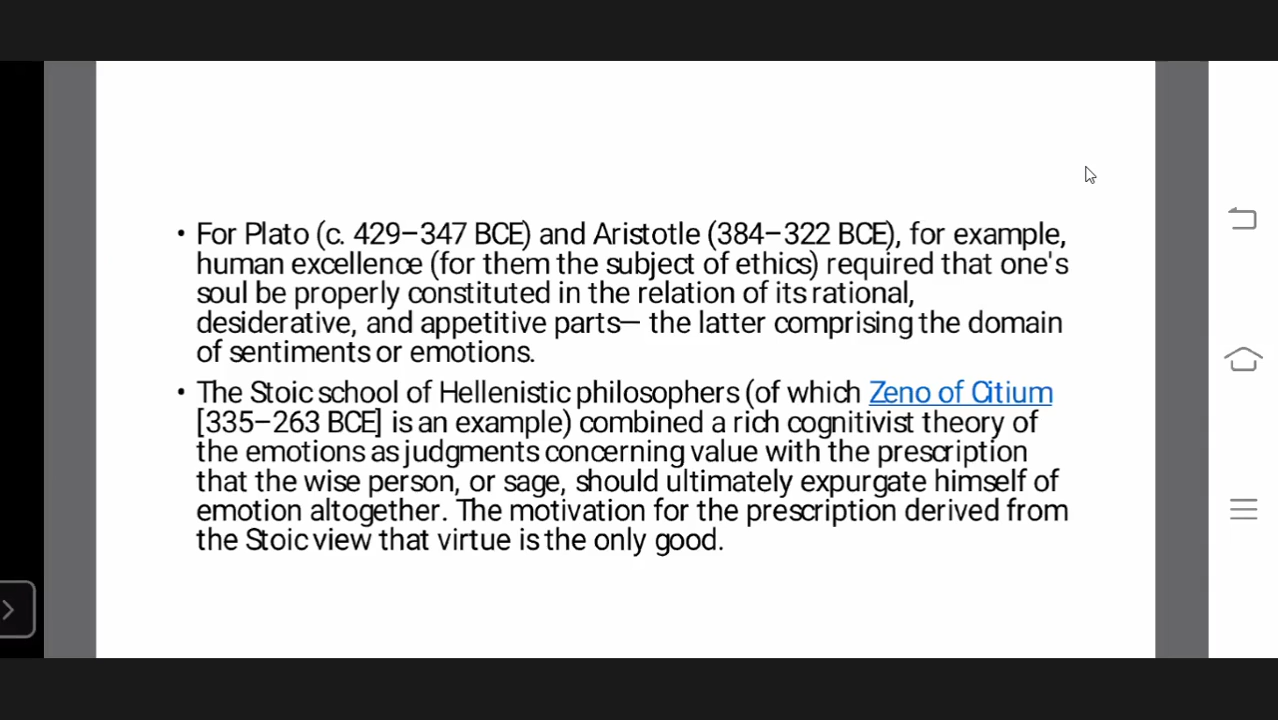 • For Plato (c. 429–347 BCE) and Aristotle (384–322 BCE), for example,
human excellence (for them the subject of ethics) required that one's
soul be properly constituted in the relation of its rational,
desiderative, and appetitive parts— the latter comprising the domain
of sentiments or emotions.
• The Stoic school of Hellenistic philosophers (of which Zeno of Citium
[335–263 BCE] is an example) combined a rich cognitivist theory of
the emotions as judgments concerning value with the prescription
that the wise person, or sage, should ultimately expurgate himself of
emotion altogether. The motivation for the prescription derived from
the Stoic view that virtue is the only good.